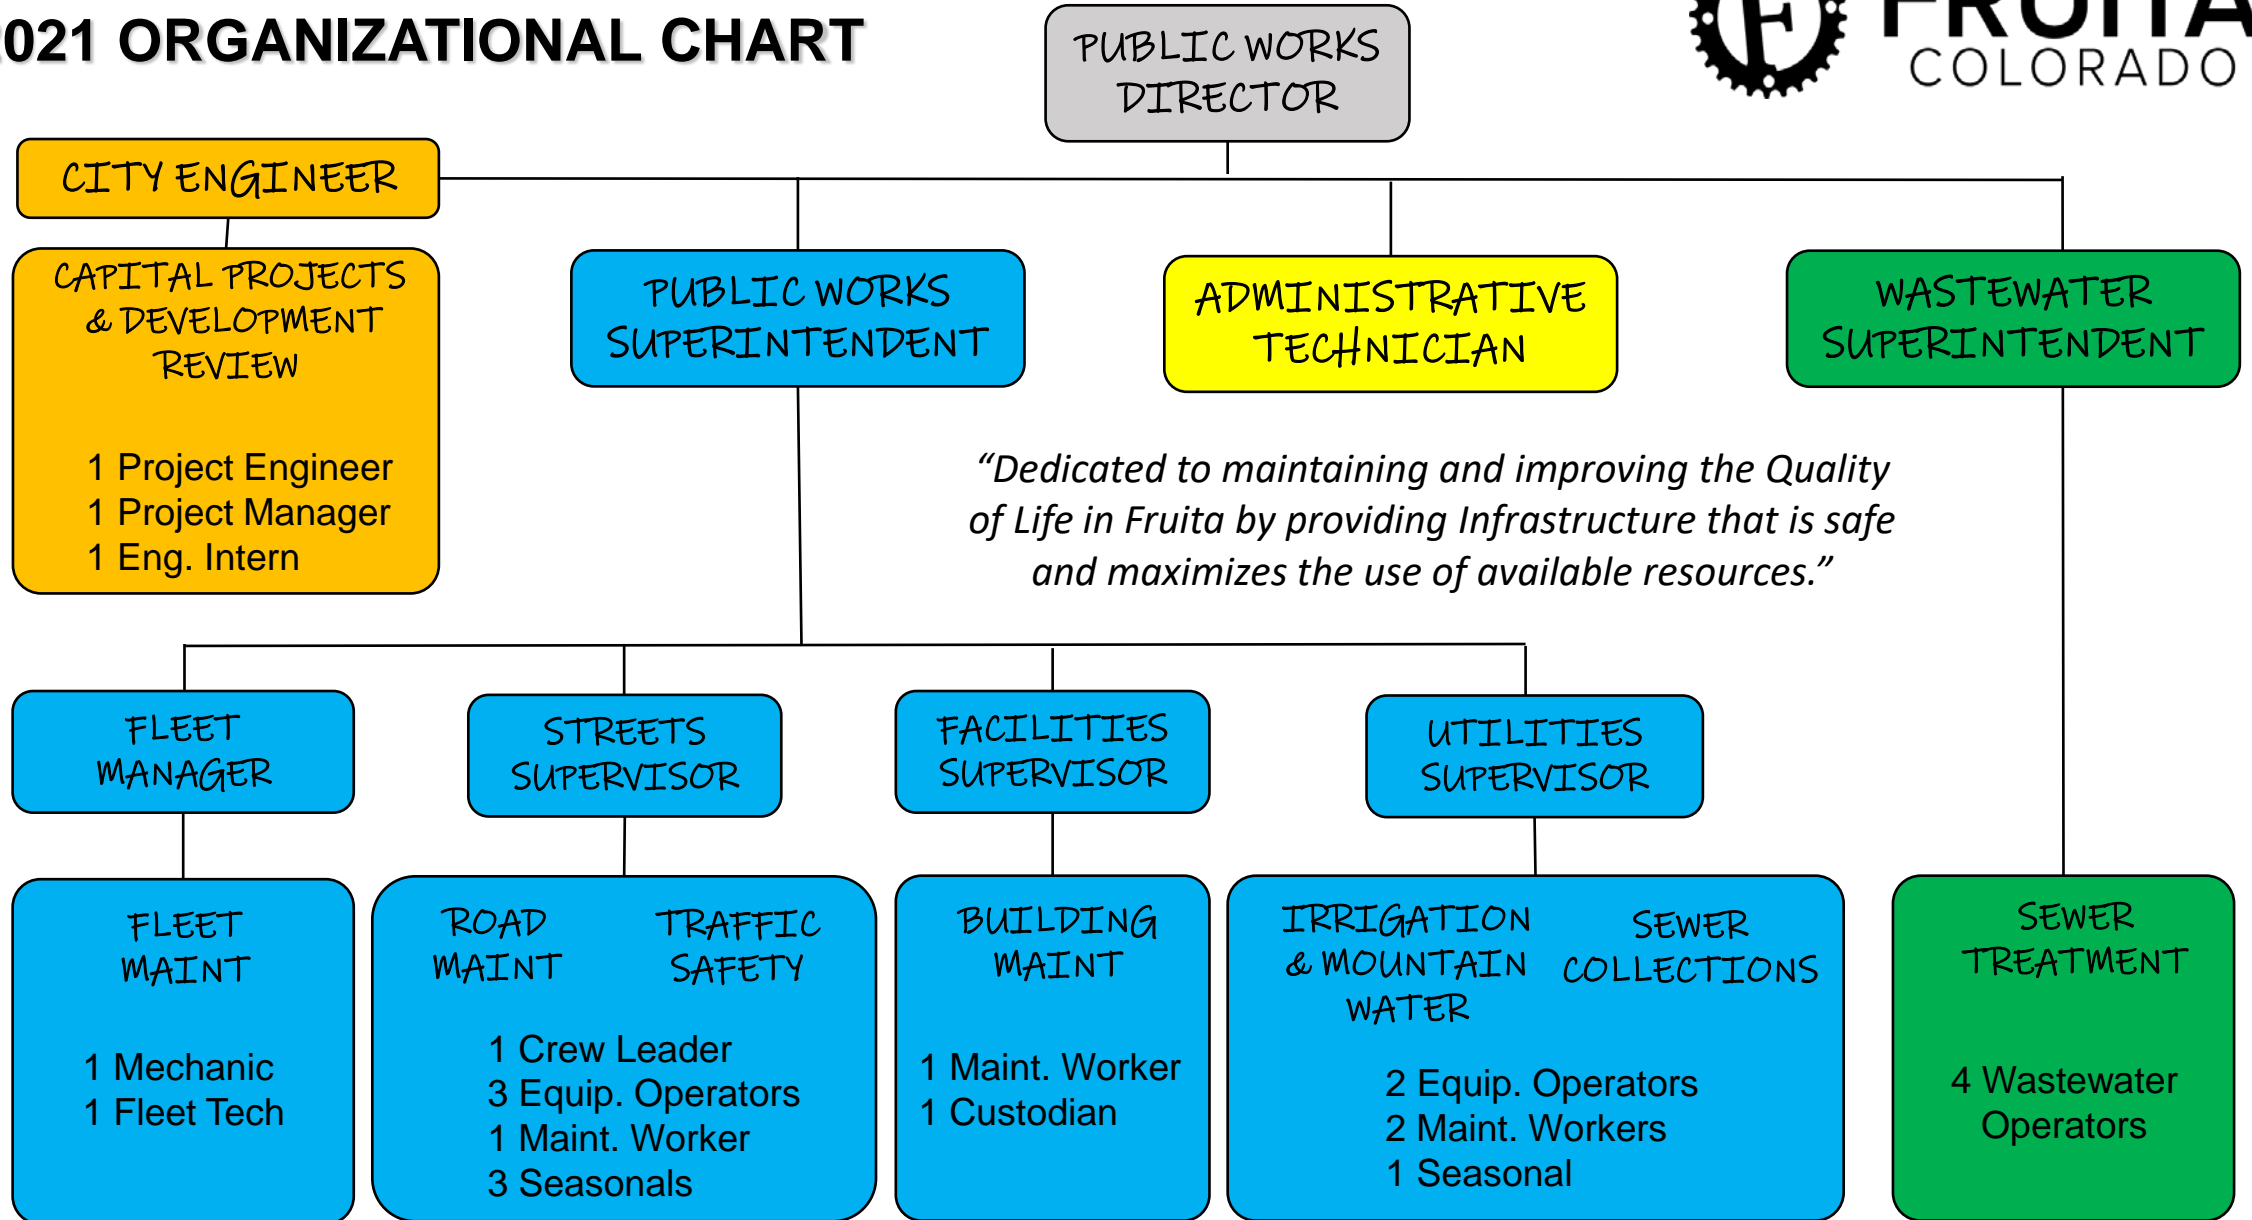 2021 ORGANIZATIONAL CHART
FRUITA
COLORADO
PUBLIC WORKS
DIRECTOR
CITY ENGINEER
CAPITAL PROJECTS
& DEVELOPMENT
REVIEW
1 Project Engineer
1 Project Manager
1 Eng. Intern
PUBLIC WORKS
SUPERINTENDENT
ADMINISTRATIVE
TECHNICIAN
WASTEWATER
SUPERINTENDENT
“Dedicated to maintaining and improving the Quality
of Life in Fruita by providing Infrastructure that is safe
and maximizes the use of available resources.”
FLEET
MANAGER
STREETS
SUPERVISOR
FACILITIES
SUPERVISOR
UTILITIES
SUPERVISOR
FLEET
MAINT
1 Mechanic
1 Fleet Tech
ROAD
MAINT
TRAFFIC
SAFETY
1 Crew Leader
3 Equip. Operators
1 Maint. Worker
3 Seasonals
BUILDING
MAINT
1 Maint. Worker
1 Custodian
IRRIGATION
& MOUNTAIN
WATER
SEWER
COLLECTIONS
2 Equip. Operators
2 Maint. Workers
1 Seasonal
SEWER
TREATMENT
4 Wastewater
Operators